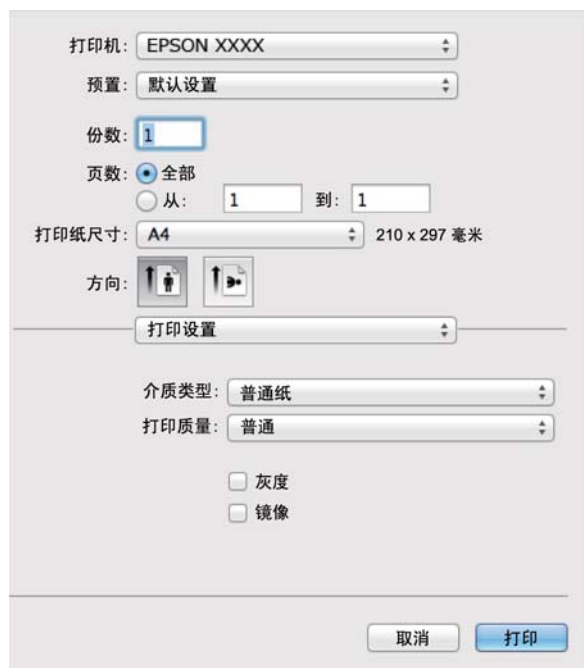 打印机: EPSON XXXX
预置: 默认设置
份数: 1
页数: 全部
从: 1 到: 1
打印纸尺寸: A4 210 x 297 毫米
方向:
打印设置
介质类型: 普通纸
打印质量: 普通
灰度
镜像
取消 打印